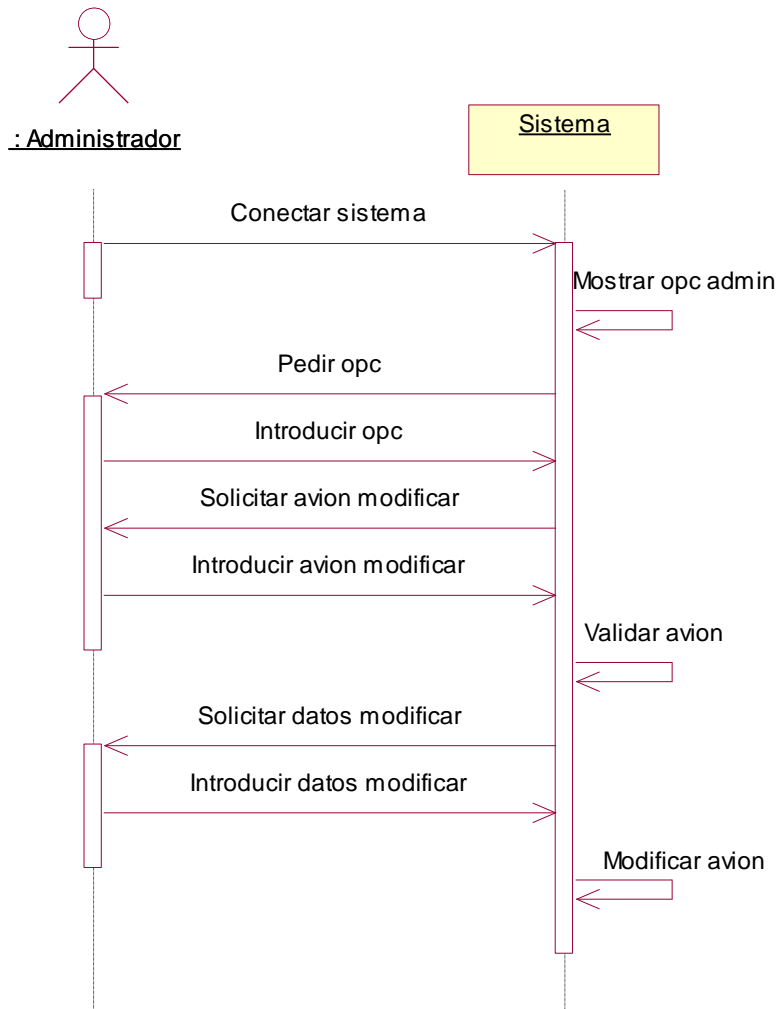 : Administrador
Sistema
Conectar sistema
Mostrar opc admin
Pedir opc
Introducir opc
Solicitar avion modificar
Introducir avion modificar
Validar avion
Solicitar datos modificar
Introducir datos modificar
Modificar avion